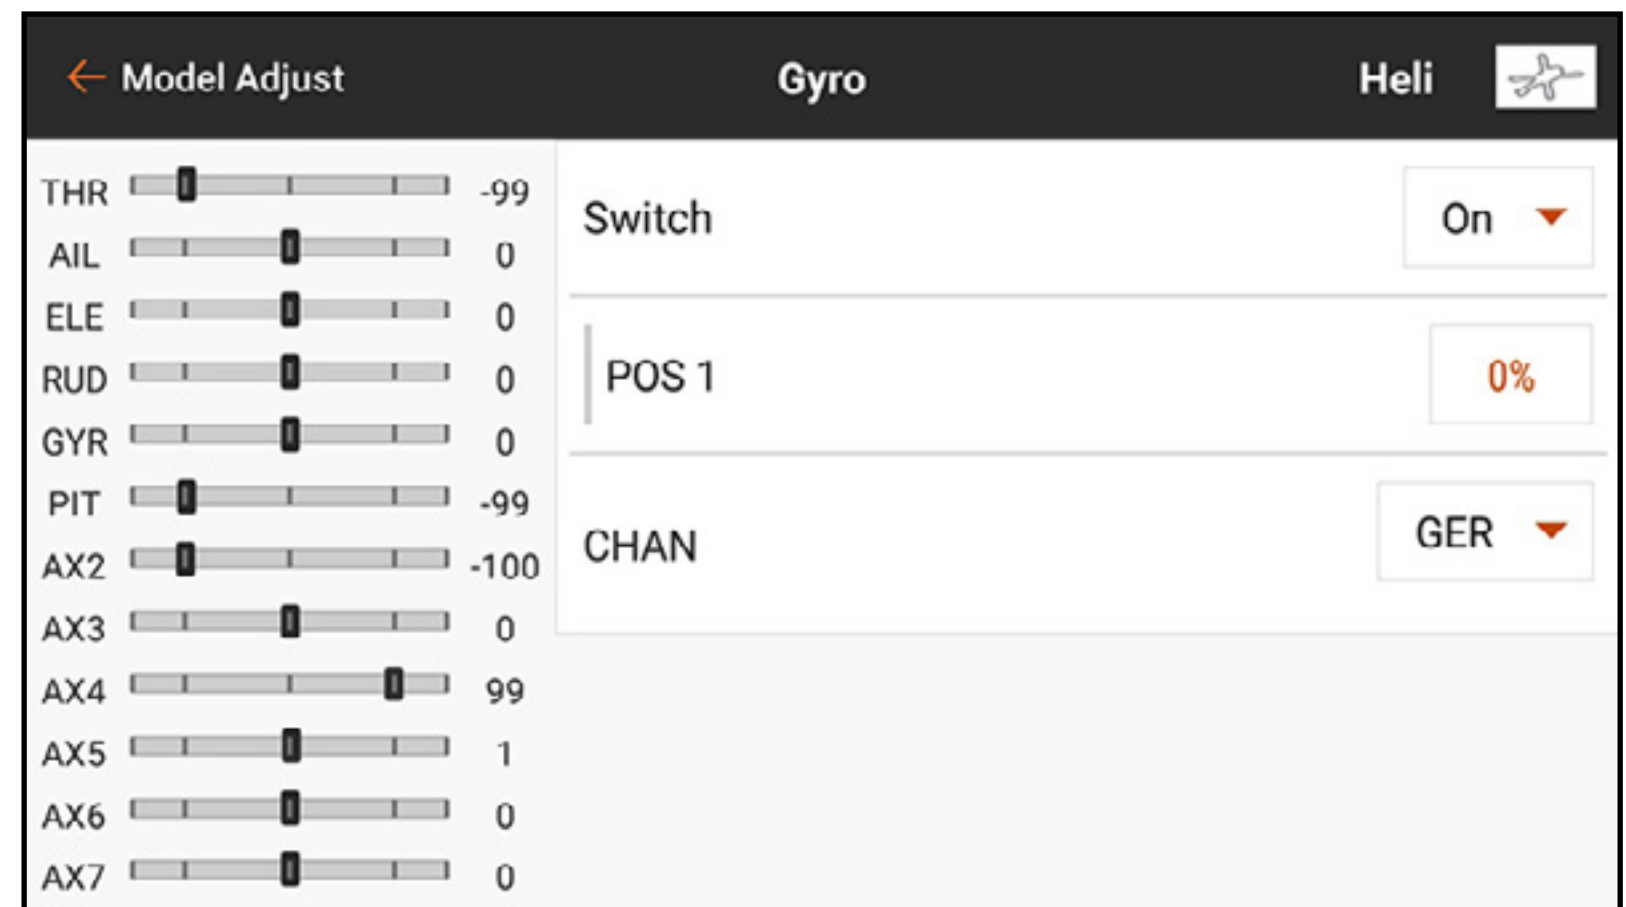 Model Adjust
Gyro
Heli
THR -99
AIL 0
ELE 0
RUD 0
GYR 0
PIT -99
AX2 -100
AX3 0
AX4 99
AX5 1
AX6 0
AX7 0
Switch On
POS 1 0%
CHAN GER